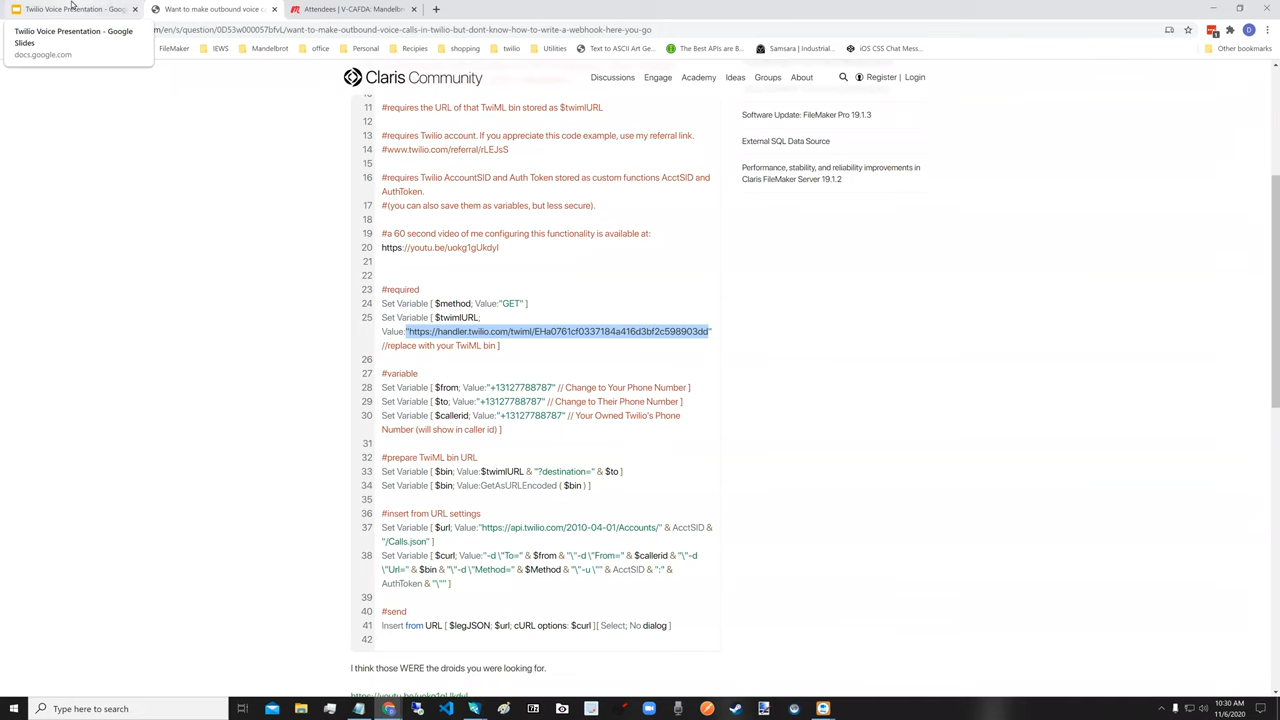 Twilio Voice Presentation - Goog
Want to make outbound voice c
Attendees | V-CAFDA: Mandelbro
Twilio Voice Presentation - Google
Slides
docs.google.com
om/en/s/question/0D53w000057bfvL/want-to-make-outbound-voice-calls-in-twilio-but-dont-know-how-to-write-a-webhook-here-you-go
FileMaker
IEWS
Mandelbrot
office
Personal
Recipies
shopping
twilio
Utilities
Text to ASCII Art Ge...
The Best APIs are B...
Samsara | Industrial...
iOS CSS Chat Mess...
Other bookmarks
Claris Community
Discussions
Engage
Academy
Ideas
Groups
About
Register | Login
11 #requires the URL of that TwiML bin stored as $twimlURL
12
13 #requires Twilio account. If you appreciate this code example, use my referral link.
14 #www.twilio.com/referral/rLEJsS
15
16 #requires Twilio AccountSID and Auth Token stored as custom functions AcctSID and
AuthToken.
17 #(you can also save them as variables, but less secure).
18
19 #a 60 second video of me configuring this functionality is available at:
20 https://youtu.be/uokg1gUkdyI
21
22
23 #required
24 Set Variable [ $method; Value:"GET" ]
25 Set Variable [ $twimlURL;
Value:"https://handler.twilio.com/twiml/EHa0761cf0337184a416d3bf2c598903dd"
//replace with your TwiML bin ]
26
27 #variable
28 Set Variable [ $from; Value:"+13127788787" // Change to Your Phone Number ]
29 Set Variable [ $to; Value:"+13127788787" // Change to Their Phone Number ]
30 Set Variable [ $callerid; Value:"+13127788787" // Your Owned Twilio's Phone
Number (will show in caller id) ]
31
32 #prepare TwiML bin URL
33 Set Variable [ $bin; Value:$twimlURL & "?destination=" & $to ]
34 Set Variable [ $bin; Value:GetAsURLEncoded ( $bin ) ]
35
36 #insert from URL settings
37 Set Variable [ $url; Value:"https://api.twilio.com/2010-04-01/Accounts/" & AcctSID &
"/Calls.json" ]
38 Set Variable [ $curl; Value:"-d \"To=" & $from & "\"-d \"From=" & $callerid & "\"-d
\"Url=" & $bin & "\"-d \"Method=" & $Method & "\"-u \"" & AcctSID & ":" &
AuthToken & "\"" ]
39
40 #send
41 Insert from URL [ $legJSON; $url; cURL options: $curl ][ Select; No dialog ]
42
I think those WERE the droids you were looking for.
Software Update: FileMaker Pro 19.1.3
External SQL Data Source
Performance, stability, and reliability improvements in
Claris FileMaker Server 19.1.2
Type here to search
10:30 AM
11/6/2020